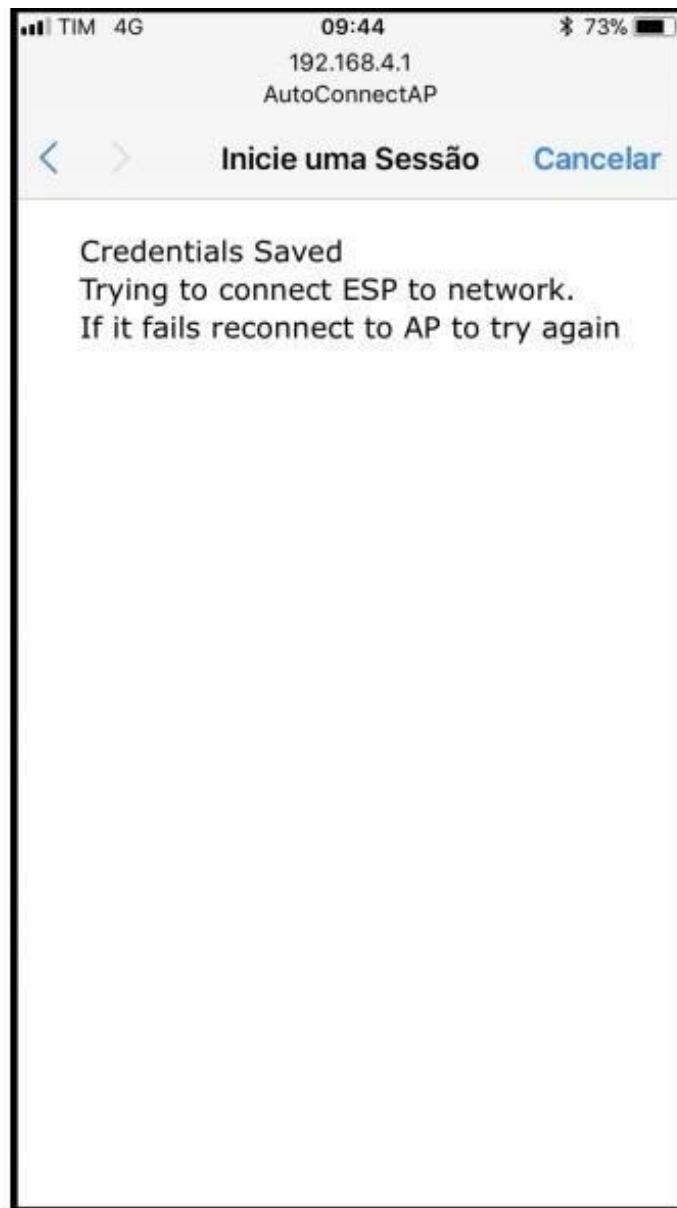 TIM 4G 09:44 73%
192.168.4.1
AutoConnectAP
Inicie uma Sessão Cancelar
Credentials Saved
Trying to connect ESP to network.
If it fails reconnect to AP to try again